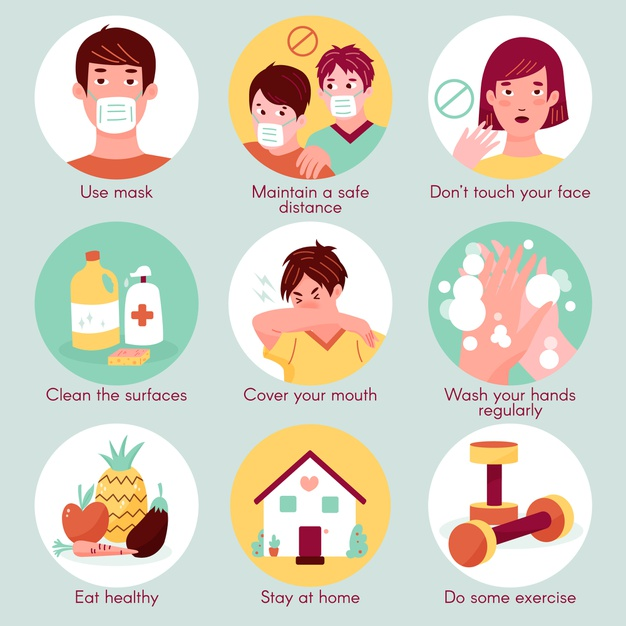 Use mask
Maintain a safe
distance
Don't touch your face
Clean the surfaces
Cover your mouth
Wash your hands
regularly
Eat healthy
Stay at home
Do some exercise